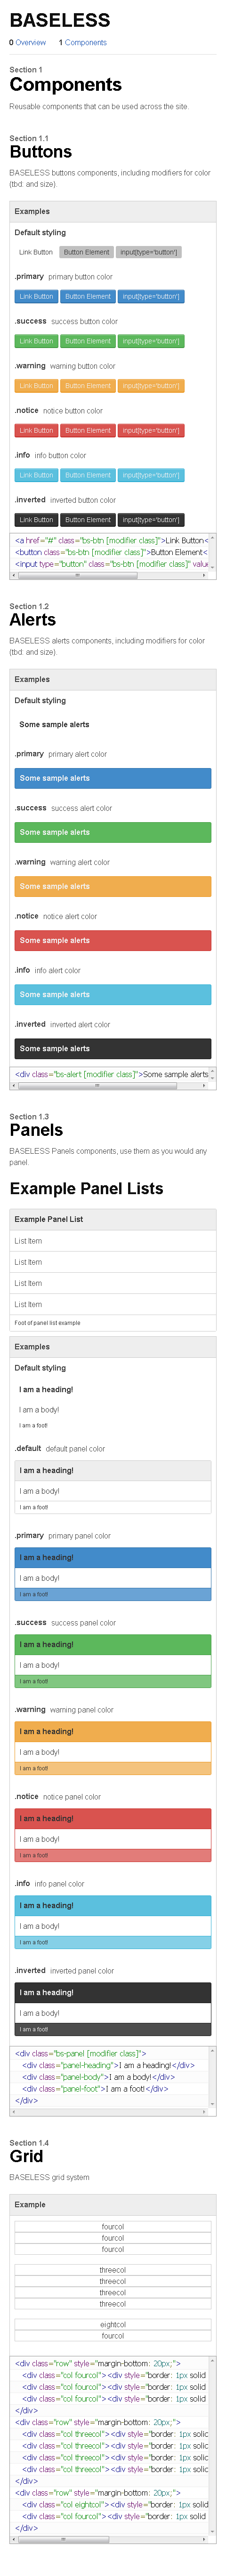 BASELESS
0 Overview 1 Components
Section 1
Components
Reusable components that can be used across the site.
Section 1.1
Buttons
BASELESS buttons components, including modifiers for color
(tbd: and size).
Examples
Default styling
Link Button Button Element input[type='button']
.primary primary button color
Link Button Button Element input[type='button']
.success success button color
Link Button Button Element input[type='button']
.warning warning button color
Link Button Button Element input[type='button']
.notice notice button color
Link Button Button Element input[type='button']
.info info button color
Link Button Button Element input[type='button']
.inverted inverted button color
Link Button Button Element input[type='button']
<a href="#" class="bs-btn [modifier class]">Link Button<
<button class="bs-btn [modifier class]">Button Element<
<input type="button" class="bs-btn [modifier class]" value
Section 1.2
Alerts
BASELESS alerts components, including modifiers for color
(tbd: and size).
Examples
Default styling
Some sample alerts
.primary primary alert color
Some sample alerts
.success success alert color
Some sample alerts
.warning warning alert color
Some sample alerts
.notice notice alert color
Some sample alerts
.info info alert color
Some sample alerts
.inverted inverted alert color
Some sample alerts
<div class="bs-alert [modifier class]">Some sample alerts
Section 1.3
Panels
BASELESS Panels components, use them as you would any
panel.
Example Panel Lists
Example Panel List
List Item
List Item
List Item
List Item
Foot of panel list example
Examples
Default styling
I am a heading!
I am a body!
I am a foot!
.default default panel color
I am a heading!
I am a body!
I am a foot!
.primary primary panel color
I am a heading!
I am a body!
I am a foot!
.success success panel color
I am a heading!
I am a body!
I am a foot!
.warning warning panel color
I am a heading!
I am a body!
I am a foot!
.notice notice panel color
I am a heading!
I am a body!
I am a foot!
.info info panel color
I am a heading!
I am a body!
I am a foot!
.inverted inverted panel color
I am a heading!
I am a body!
I am a foot!
<div class="bs-panel [modifier class]">
<div class="panel-heading">I am a heading!</div>
<div class="panel-body">I am a body!</div>
<div class="panel-foot">I am a foot!</div>
</div>
Section 1.4
Grid
BASELESS grid system
Example
fourcol
fourcol
fourcol
threecol
threecol
threecol
threecol
eightcol
fourcol
<div class="row" style="margin-bottom: 20px;">
<div class="col fourcol"><div style="border: 1px solid
<div class="col fourcol"><div style="border: 1px solid
<div class="col fourcol"><div style="border: 1px solid
</div>
<div class="row" style="margin-bottom: 20px;">
<div class="col threecol"><div style="border: 1px solid
<div class="col threecol"><div style="border: 1px solid
<div class="col threecol"><div style="border: 1px solid
<div class="col threecol"><div style="border: 1px solid
</div>
<div class="row" style="margin-bottom: 20px;">
<div class="col eightcol"><div style="border: 1px solid
<div class="col fourcol"><div style="border: 1px solid
</div>